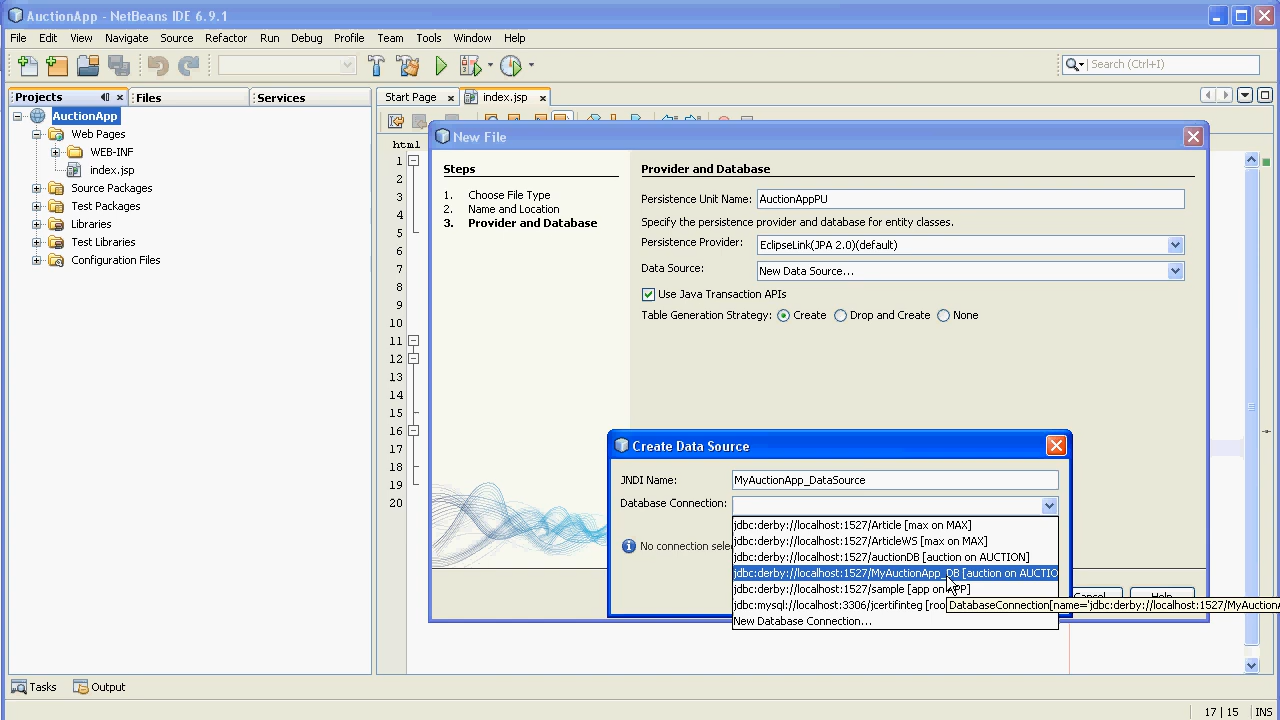 AuctionApp - NetBeans IDE 6.9.1
File Edit View Navigate Source Refactor Run Debug Profile Team Tools Window Help
Search (Ctrl+I)
Projects
Files
Services
Start Page
index.jsp
AuctionApp
Web Pages
WEB-INF
index.jsp
Source Packages
Test Packages
Libraries
Test Libraries
Configuration Files
html
1
2
3
4
5
6
7
8
9
10
11
12
13
14
15
16
17
18
19
20
New File
Steps
1. Choose File Type
2. Name and Location
3. Provider and Database
Provider and Database
Persistence Unit Name: AuctionAppPU
Specify the persistence provider and database for entity classes.
Persistence Provider: EclipseLink(JPA 2.0)(default)
Data Source: New Data Source...
Use Java Transaction APIs
Table Generation Strategy: Create Drop and Create None
Create Data Source
JNDI Name: MyAuctionApp_DataSource
Database Connection:
jdbc:derby://localhost:1527/Article [max on MAX]
jdbc:derby://localhost:1527/ArticleWS [max on MAX]
jdbc:derby://localhost:1527/auctionDB [auction on AUCTION]
jdbc:derby://localhost:1527/MyAuctionApp_DB [auction on AUCTIO
jdbc:derby://localhost:1527/sample [app on APP]
jdbc:mysql://localhost:3306/jcertifinteg [roo
New Database Connection...
No connection sele
DatabaseConnection[name='jdbc:derby://localhost:1527/MyAuctionA
Cancel
Help
Tasks
Output
17 | 15 INS